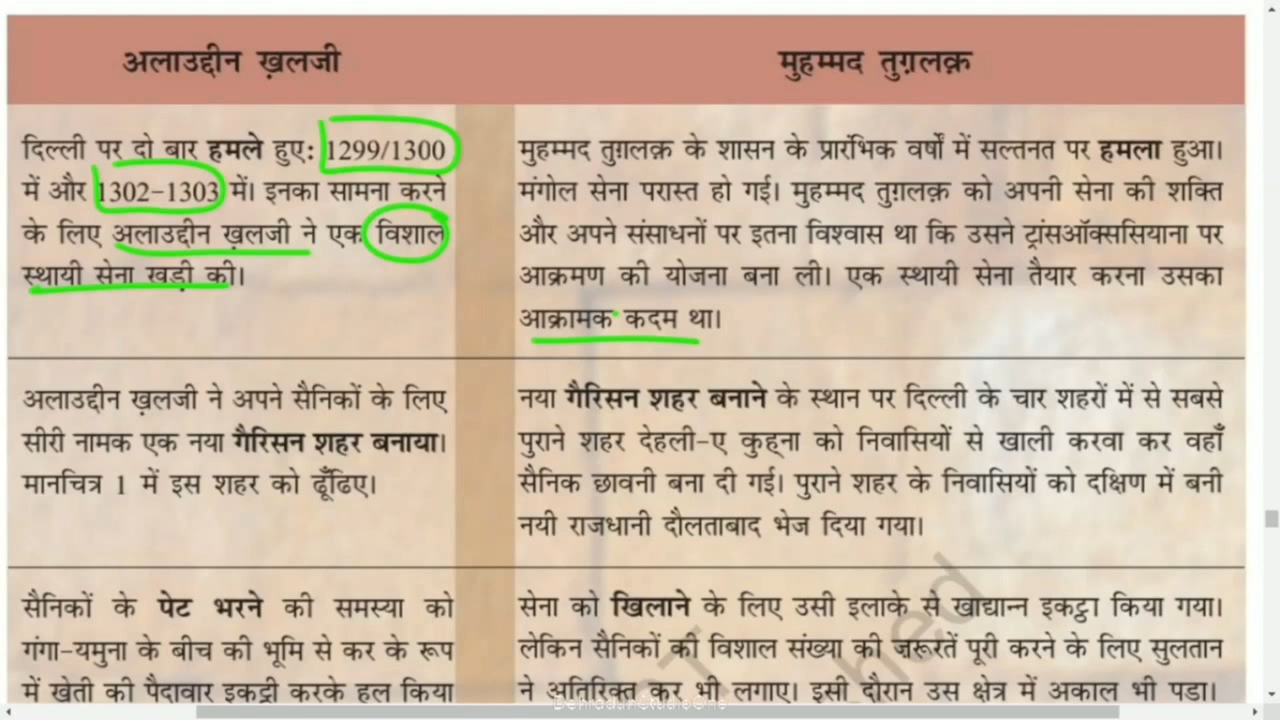 अलाउद्दीन ख़लजी
मुहम्मद तुग़लक़
दिल्ली पर दो बार हमले हुए: 1299/1300
में और 1302-1303 में। इनका सामना करने
के लिए अलाउद्दीन ख़लजी ने एक विशाल
स्थायी सेना खड़ी की।
मुहम्मद तुग़लक़ के शासन के प्रारंभिक वर्षों में सल्तनत पर हमला हुआ।
मंगोल सेना परास्त हो गई। मुहम्मद तुग़लक़ को अपनी सेना की शक्ति
और अपने संसाधनों पर इतना विश्वास था कि उसने ट्रांसऑक्ससियाना पर
आक्रमण की योजना बना ली। एक स्थायी सेना तैयार करना उसका
आक्रामक कदम था।
अलाउद्दीन ख़लजी ने अपने सैनिकों के लिए
सीरी नामक एक नया गैरिसन शहर बनाया।
मानचित्र 1 में इस शहर को ढूँढिए।
नया गैरिसन शहर बनाने के स्थान पर दिल्ली के चार शहरों में से सबसे
पुराने शहर देहली-ए कुह्ना को निवासियों से खाली करवा कर वहाँ
सैनिक छावनी बना दी गई। पुराने शहर के निवासियों को दक्षिण में बनी
नयी राजधानी दौलताबाद भेज दिया गया।
सैनिकों के पेट भरने की समस्या को
गंगा-यमुना के बीच की भूमि से कर के रूप
में खेती की पैदावार इकट्ठी करके हल किया
सेना को खिलाने के लिए उसी इलाके से खाद्यान्न इकट्ठा किया गया।
लेकिन सैनिकों की विशाल संख्या की जरूरतें पूरी करने के लिए सुलतान
ने अतिरिक्त कर भी लगाए। इसी दौरान उस क्षेत्र में अकाल भी पड़ा।